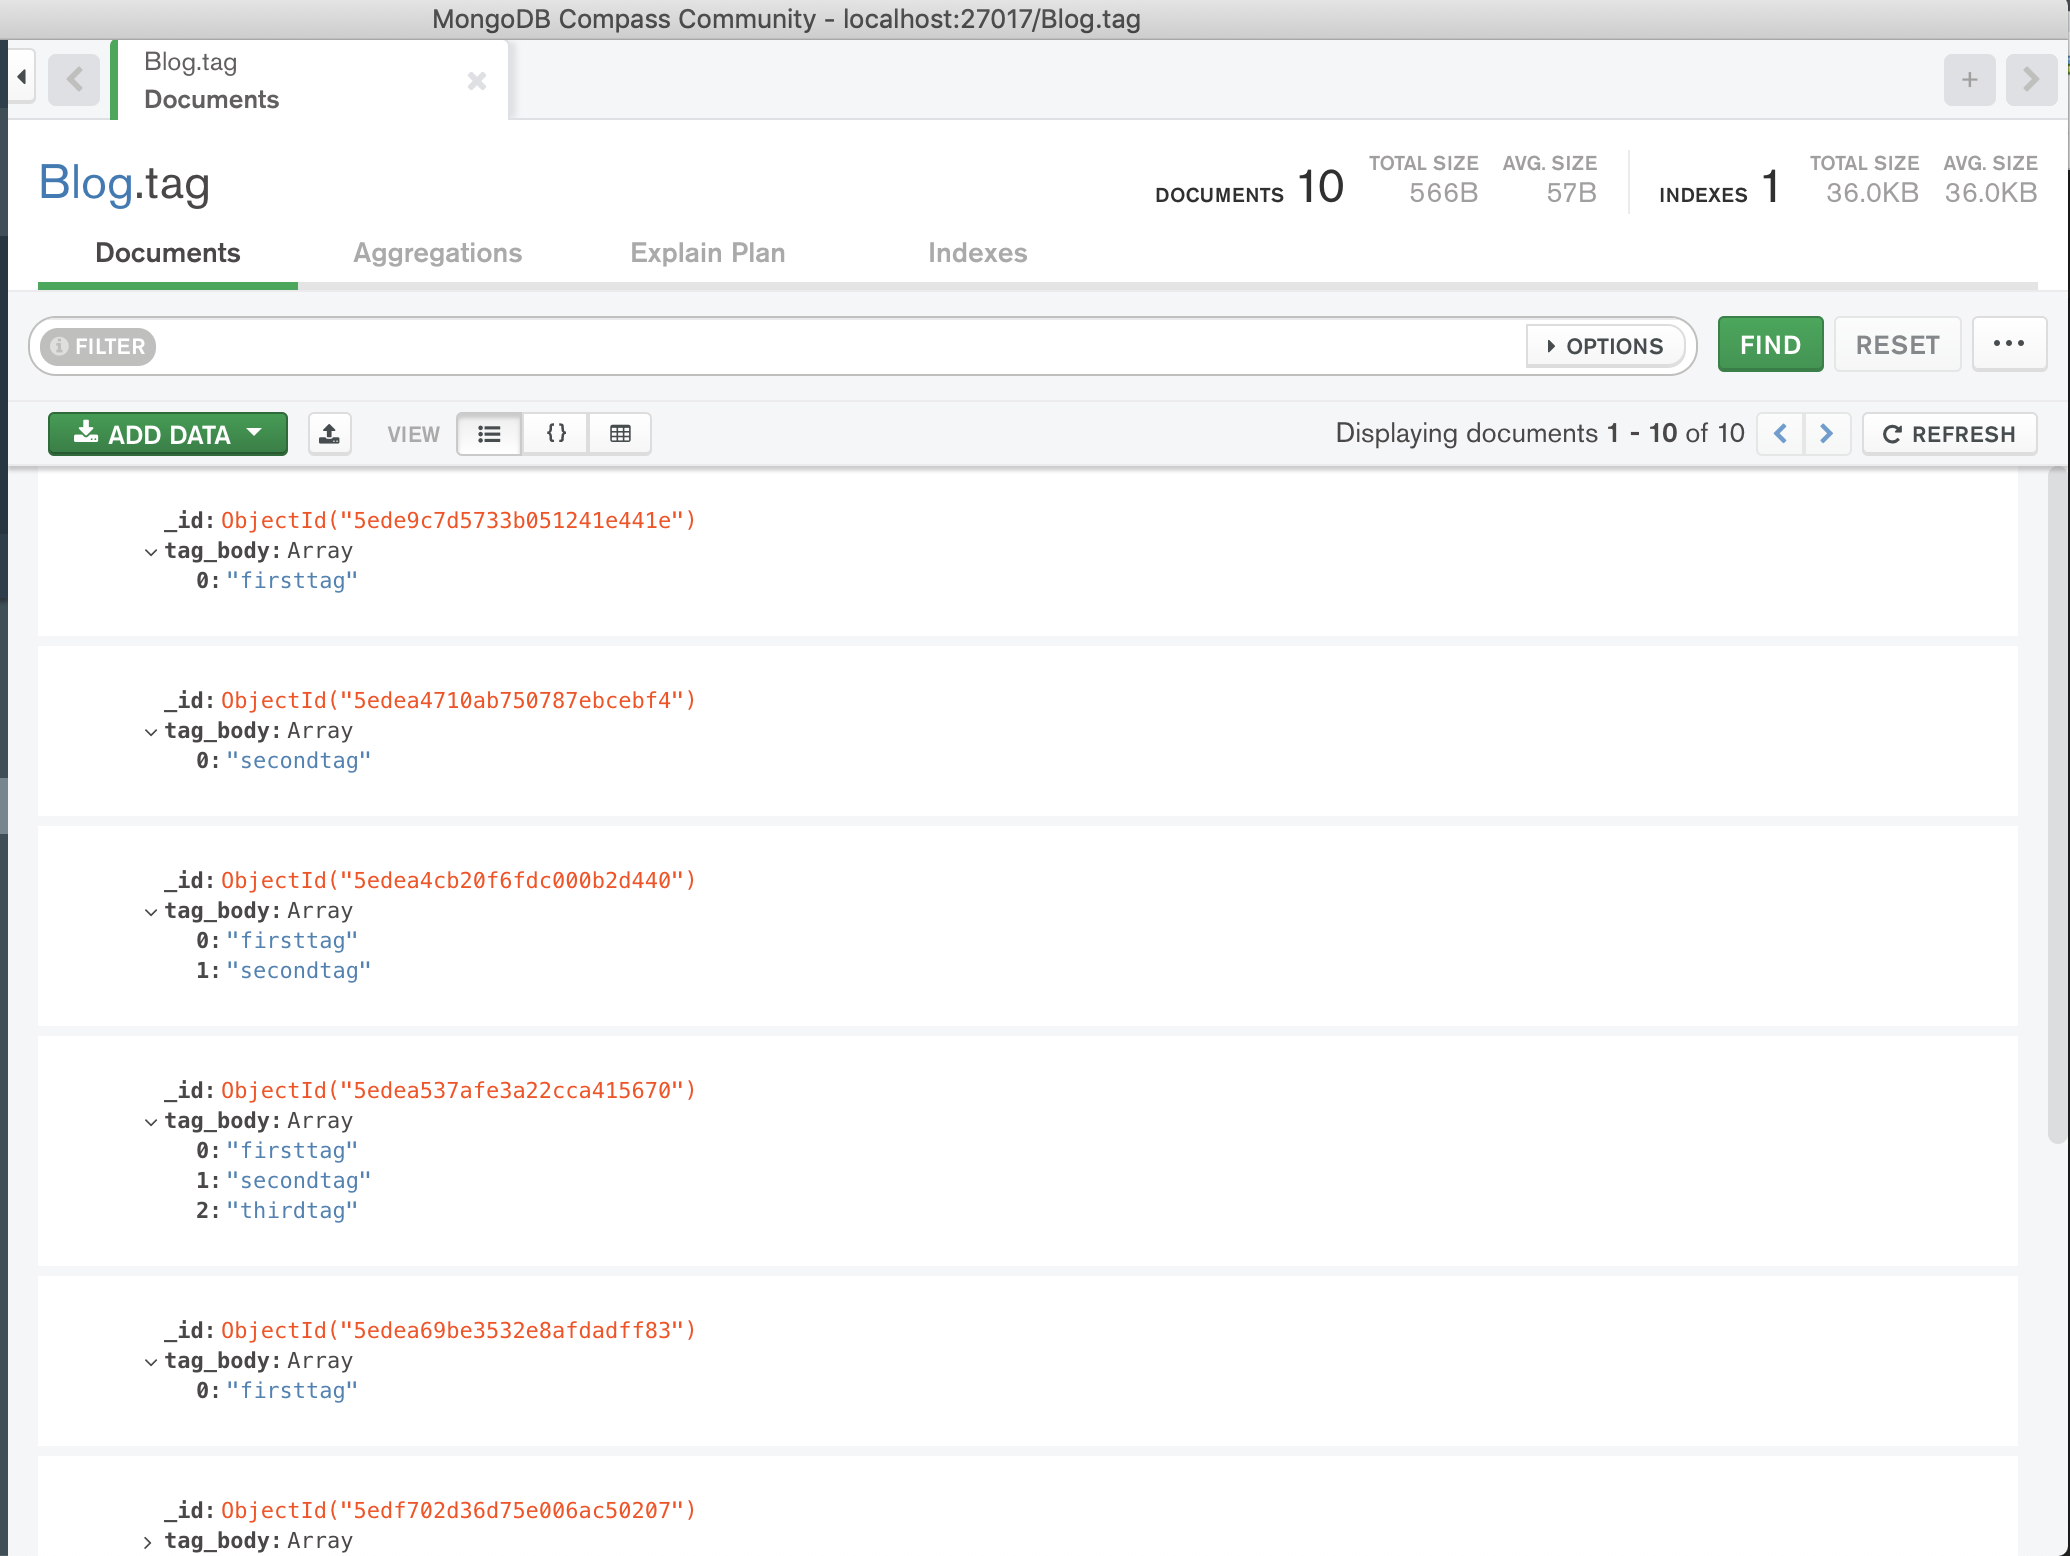 MongoDB Compass Community - localhost:27017/Blog.tag
Blog.tag
Documents
Blog.tag
DOCUMENTS 10
TOTAL SIZE
566B
AVG. SIZE
57B
INDEXES 1
TOTAL SIZE
36.0KB
AVG. SIZE
36.0KB
Documents
Aggregations
Explain Plan
Indexes
FILTER
OPTIONS
FIND
RESET
ADD DATA
VIEW
Displaying documents 1 - 10 of 10
REFRESH
_id: ObjectId("5ede9c7d5733b051241e441e")
tag_body: Array
0: "firsttag"
_id: ObjectId("5edea4710ab750787ebcebf4")
tag_body: Array
0: "secondtag"
_id: ObjectId("5edea4cb20f6fdc000b2d440")
tag_body: Array
0: "firsttag"
1: "secondtag"
_id: ObjectId("5edea537afe3a22cca415670")
tag_body: Array
0: "firsttag"
1: "secondtag"
2: "thirdtag"
_id: ObjectId("5edea69be3532e8afdadff83")
tag_body: Array
0: "firsttag"
_id: ObjectId("5edf702d36d75e006ac50207")
tag_body: Array